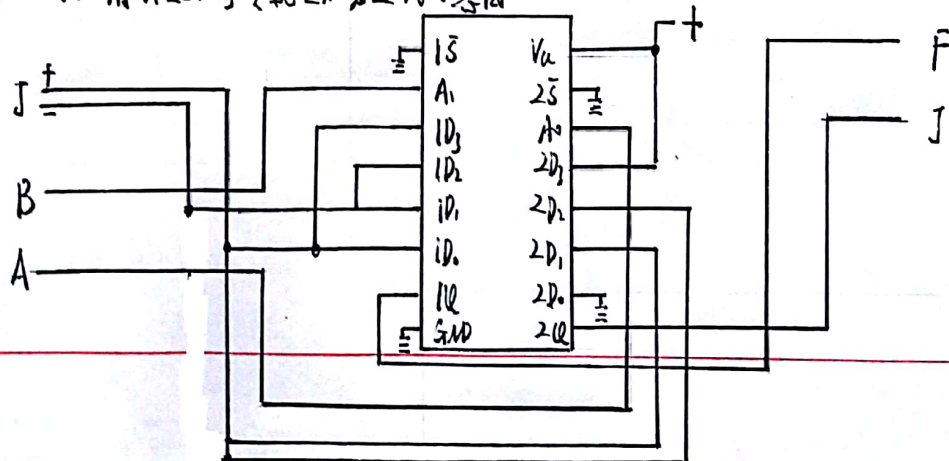 +
1S̄ Vcc F
+
J A₁ 2S̄
-
1D₃ A₀ J
1D₂ 2D₃
B 1D₁ 2D₂
1D₀ 2D₁
A
1Q 2D₀
GND 2Q